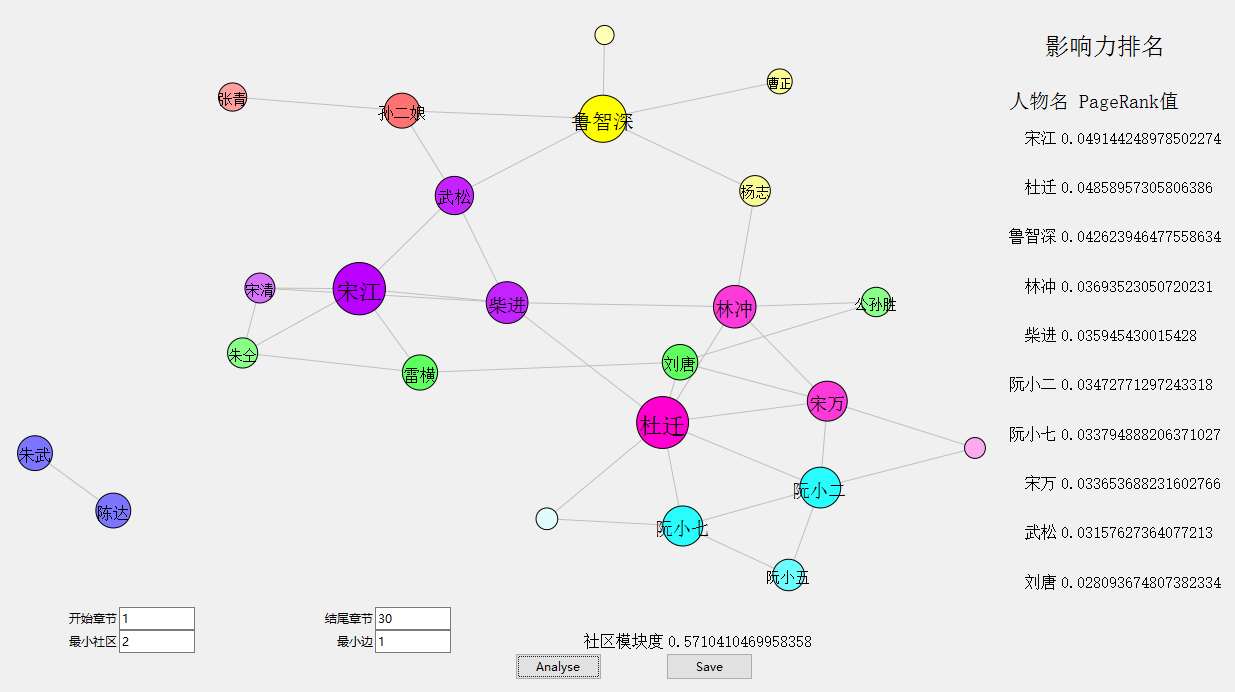 影响力排名
人物名 PageRank值
宋江 0.049144248978502274
杜迁 0.04858957305806386
鲁智深 0.042623946477558634
林冲 0.03693523050720231
柴进 0.035945430015428
阮小二 0.03472771297243318
阮小七 0.033794888206371027
宋万 0.033653688231602766
武松 0.03157627364077213
刘唐 0.028093674807382334
曹正
张青
孙二娘
鲁智深
武松
杨志
宋清
宋江
柴进
林冲
公孙胜
朱仝
雷横
刘唐
宋万
杜迁
朱武
陈达
阮小二
阮小七
阮小五
开始章节 1
结尾章节 30
最小社区 2
最小边 1
社区模块度 0.5710410469958358
Analyse
Save